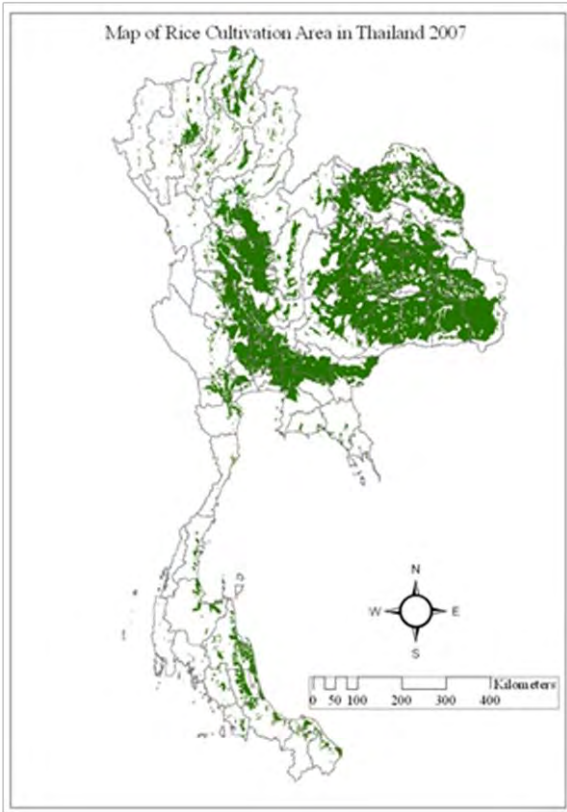 Map of Rice Cultivation Area in Thailand 2007
N
W E
S
Kilometers
0 50 100 200 300 400